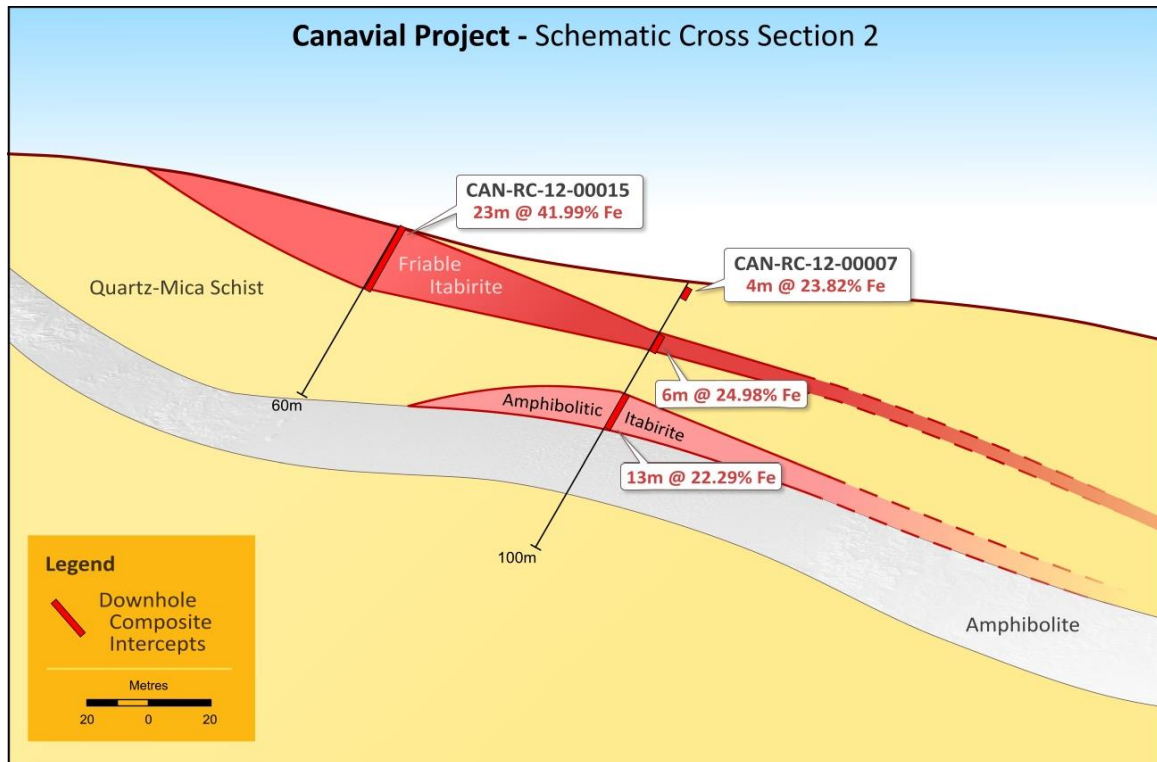 Canavial Project - Schematic Cross Section 2
CAN-RC-12-00015
23m @ 41.99% Fe
CAN-RC-12-00007
4m @ 23.82% Fe
Friable
Itabirite
Quartz-Mica Schist
6m @ 24.98% Fe
60m
Amphibolitic
Itabirite
13m @ 22.29% Fe
100m
Amphibolite
Legend
Downhole
Composite
Intercepts
Metres
20 0 20